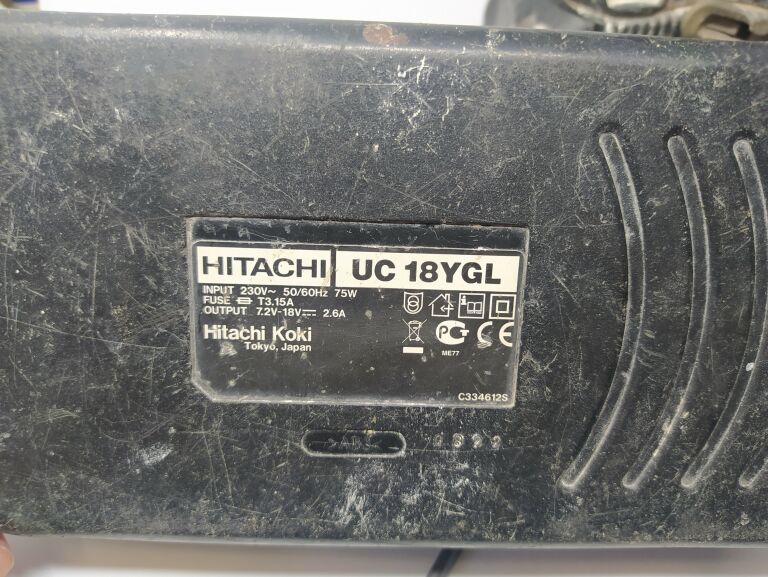 HITACHI UC 18YGL
INPUT 230V~ 50/60Hz 75W
FUSE T3.15A
OUTPUT 7.2V-18V⎓ 2.6A
Hitachi Koki
Tokyo, Japan
ME77
C334612S
>ABS<